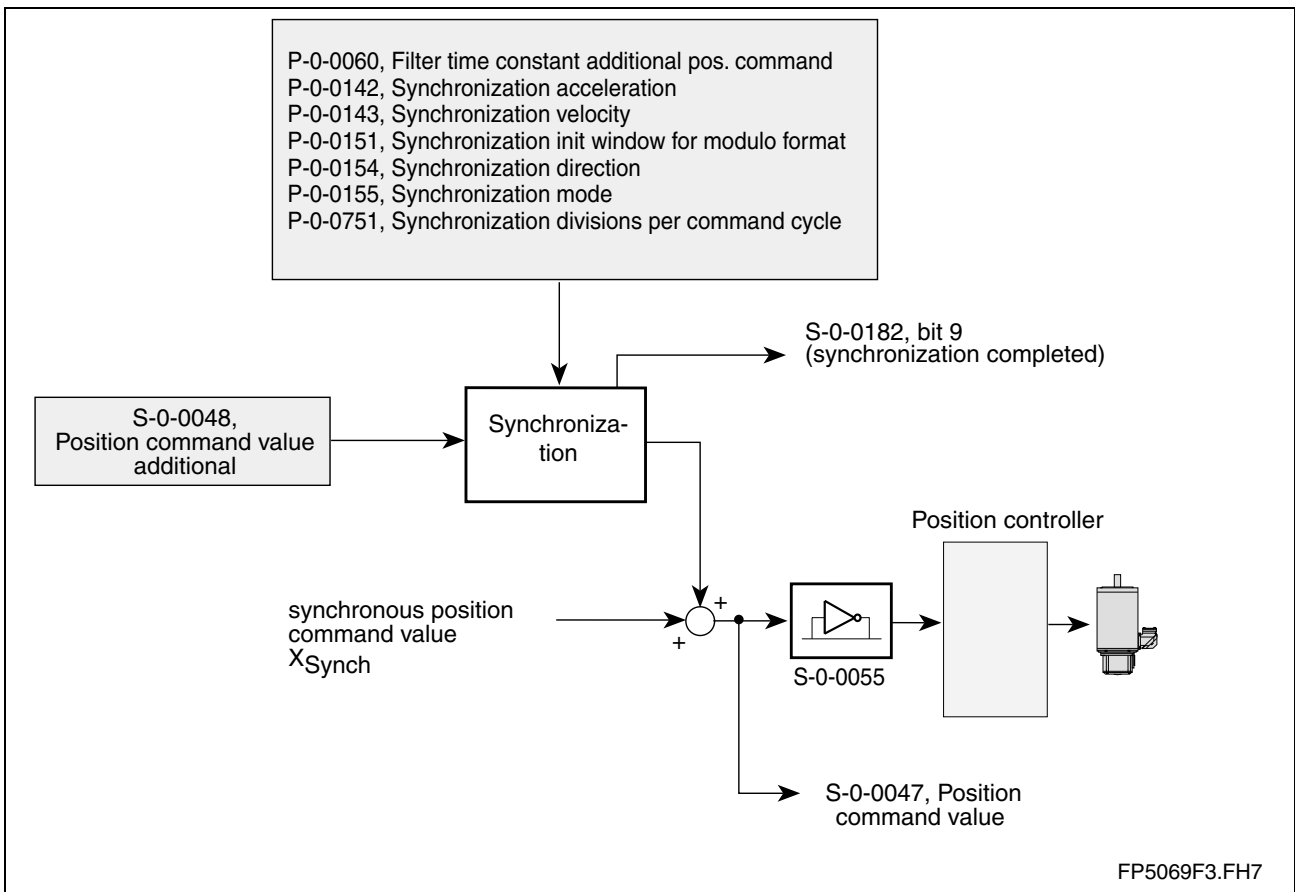 P-0-0060, Filter time constant additional pos. command
P-0-0142, Synchronization acceleration
P-0-0143, Synchronization velocity
P-0-0151, Synchronization init window for modulo format
P-0-0154, Synchronization direction
P-0-0155, Synchronization mode
P-0-0751, Synchronization divisions per command cycle
S-0-0182, bit 9
(synchronization completed)
S-0-0048,
Position command value
additional
Synchroniza-
tion
Position controller
synchronous position
command value
XSynch
+
+
S-0-0055
S-0-0047, Position
command value
FP5069F3.FH7